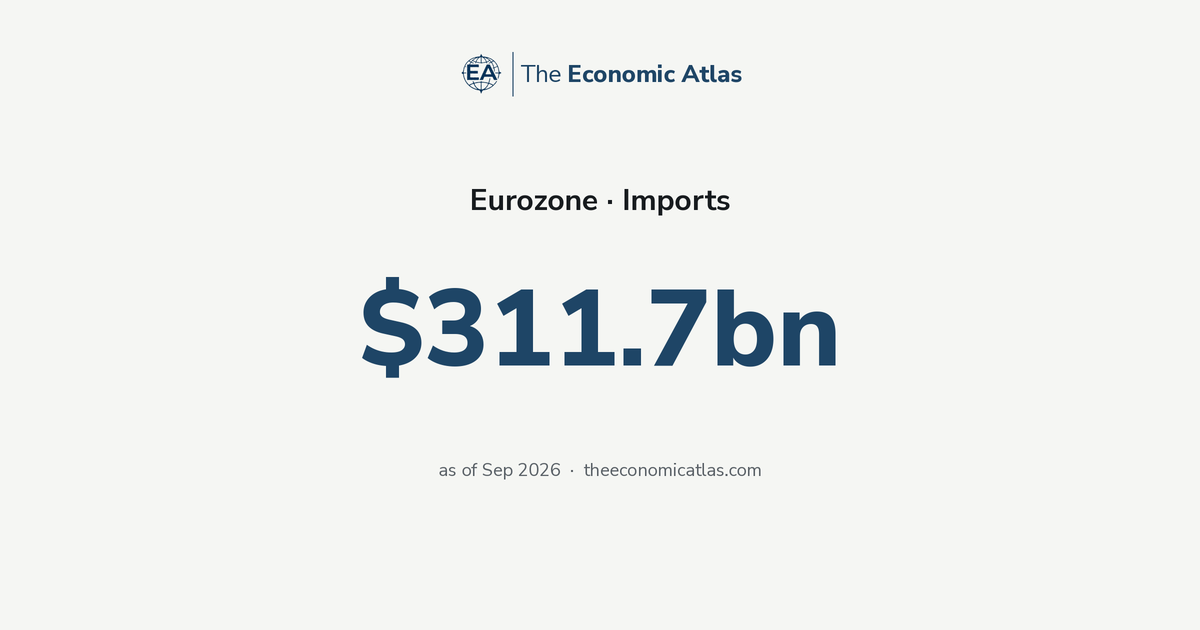 EA
The Economic Atlas
Eurozone · Imports
$311.7bn
as of Sep 2026 · theeconomicatlas.com